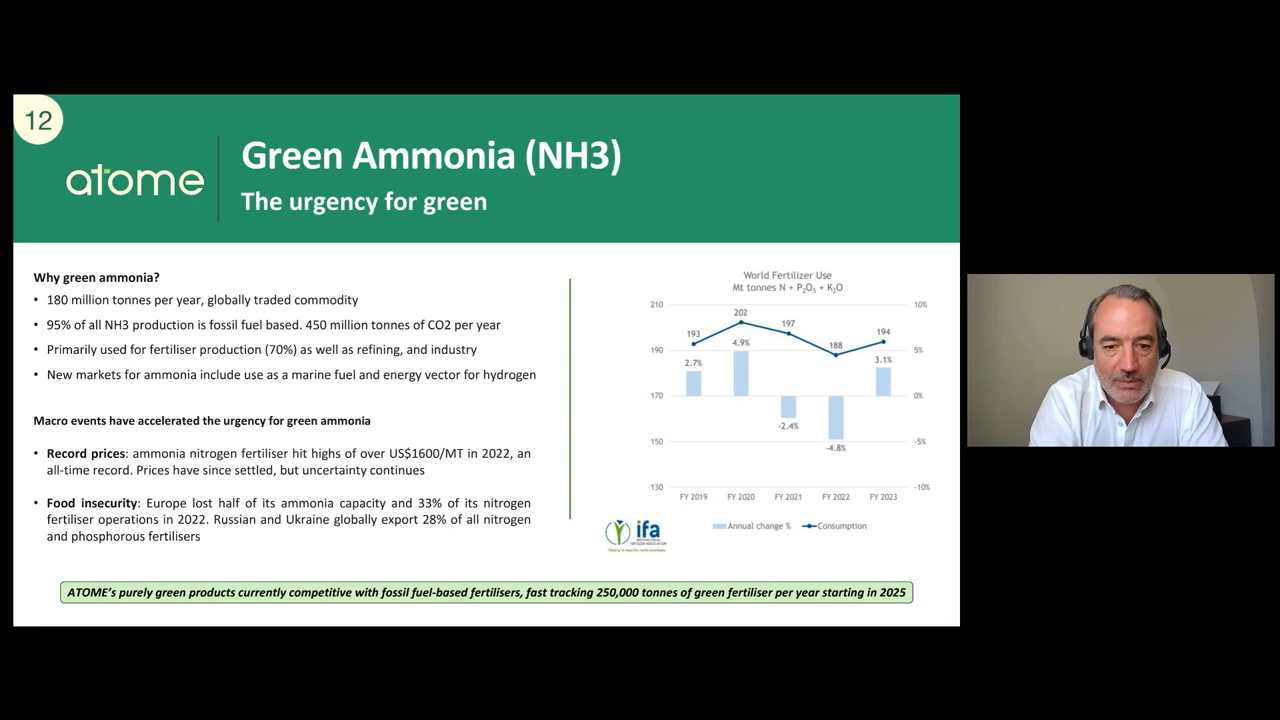 12
atome
Green Ammonia (NH3)
The urgency for green
Why green ammonia?
• 180 million tonnes per year, globally traded commodity
• 95% of all NH3 production is fossil fuel based. 450 million tonnes of CO2 per year
• Primarily used for fertiliser production (70%) as well as refining, and industry
• New markets for ammonia include use as a marine fuel and energy vector for hydrogen
Macro events have accelerated the urgency for green ammonia
• Record prices: ammonia nitrogen fertiliser hit highs of over US$1600/MT in 2022, an
all-time record. Prices have since settled, but uncertainty continues
• Food insecurity: Europe lost half of its ammonia capacity and 33% of its nitrogen
fertiliser operations in 2022. Russian and Ukraine globally export 28% of all nitrogen
and phosphorous fertilisers
World Fertilizer Use
Mt tonnes N + P₂O₅ + K₂O
210 10%
202
193 197 194
188
190 5%
4.9%
2.7% 3.1%
170 0%
-2.4%
150 -5%
-4.8%
130 -10%
FY 2019 FY 2020 FY 2021 FY 2022 FY 2023
Annual change % Consumption
ifa
INTERNATIONAL
FERTILIZER ASSOCIATION
ATOME's purely green products currently competitive with fossil fuel-based fertilisers, fast tracking 250,000 tonnes of green fertiliser per year starting in 2025